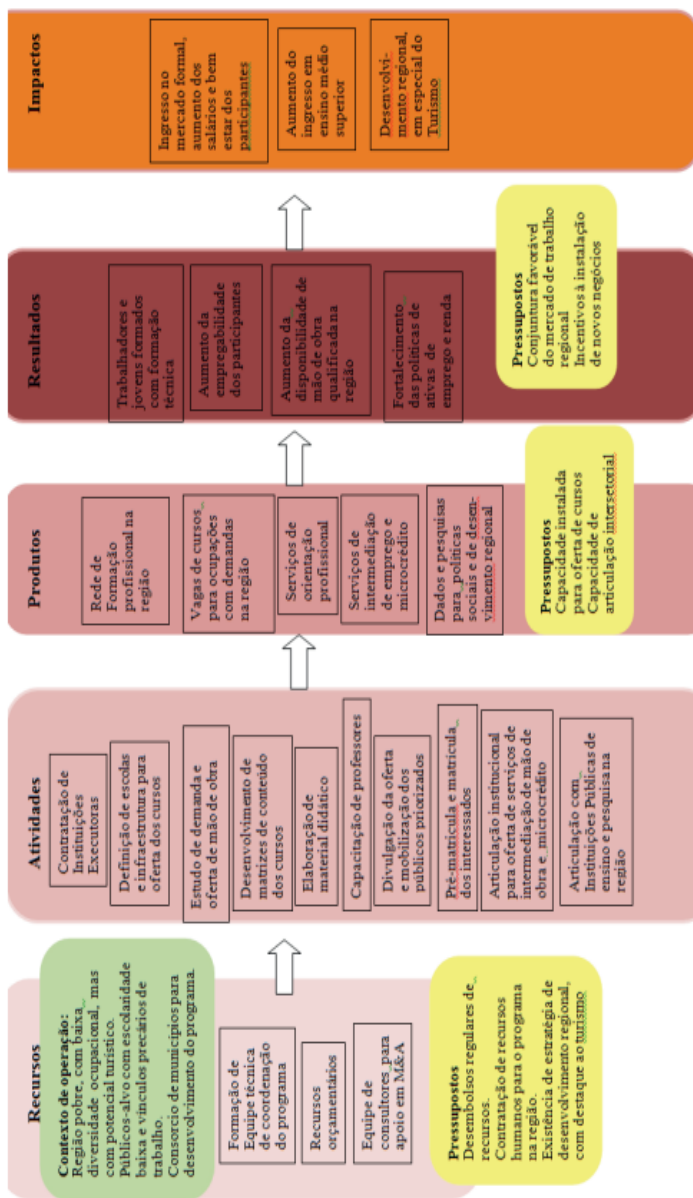 Recursos
Contexto de operação:
Região pobre, com baixa
diversidade ocupacional, mas
com potencial turístico.
Públicos-alvo com escolaridade
baixa e vínculos precários de
trabalho.
Consorcio de municípios para
desenvolvimento do programa.
Formação de
Equipe técnica
de coordenação
do programa
Recursos
orçamentários
Equipe de
consultores para
apoio em M&A
Pressupostos
Desembolsos regulares de
recursos.
Contratação de recursos
humanos para o programa
na região.
Existência de estratégia de
desenvolvimento regional,
com destaque ao turismo
Atividades
Contratação de
Instituições
Executoras
Definição de escolas
e infraestrutura para
oferta dos cursos
Estudo de demanda e
oferta de mão de obra
Desenvolvimento de
matrizes de conteúdo
dos cursos
Elaboração de
material didático
Capacitação de professores
Divulgação da oferta
e mobilização dos
públicos priorizados
Pré-matrícula e matrícula
dos interessados
Articulação institucional
para oferta de serviços de
intermediação de mão de
obra e microcrédito
Articulação com
Instituições Públicas de
ensino e pesquisa na
região
Produtos
Rede de
Formação
profissional na
região
Vagas de cursos
para ocupações
com demandas
na região
Serviços de
orientação
profissional
Serviços de
intermediação
de emprego e
microcrédito
Dados e pesquisas
para políticas
sociais e de desen-
vimento regional
Pressupostos
Capacidade instalada
para oferta de cursos
Capacidade de
articulação intersetorial
Resultados
Trabalhadores e
jovens formados
com formação
técnica
Aumento da
empregabilidade
dos participantes
Aumento da
disponibilidade de
mão de obra
qualificada na
região
Fortalecimento
das políticas de
ativas de
emprego e renda
Pressupostos
Conjuntura favorável
do mercado de trabalho
regional
Incentivos à instalação
de novos negócios
Impactos
Ingresso no
mercado formal,
aumento dos
salários e bem
estar dos
participantes
Aumento do
ingresso em
ensino médio
superior
Desenvolvi-
mento regional,
em especial do
Turismo